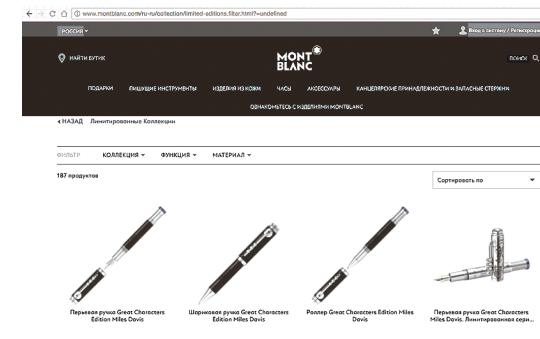 www.montblanc.com/ru-ru/collection/limited-editions.filter.html?=undefined
РОССИЯ
Вход в систему / Регистрация
НАЙТИ БУТИК
MONT
BLANC
ПОИСК
ПОДАРКИ ПИШУЩИЕ ИНСТРУМЕНТЫ ИЗДЕЛИЯ ИЗ КОЖИ ЧАСЫ АКСЕССУАРЫ КАНЦЕЛЯРСКИЕ ПРИНАДЛЕЖНОСТИ И ЗАПАСНЫЕ СТЕРЖНИ
ОЗНАКОМЬТЕСЬ С ИЗДЕЛИЯМИ MONTBLANC
НАЗАД Лимитированные Коллекции
ФИЛЬТР КОЛЛЕКЦИЯ ФУНКЦИЯ МАТЕРИАЛ
187 продуктов
Сортировать по
Перьевая ручка Great Characters
Edition Miles Davis
Шариковая ручка Great Characters
Edition Miles Davis
Роллер Great Characters Edition Miles
Davis
Перьевая ручка Great Characters
Miles Davis. Лимитированная сери...